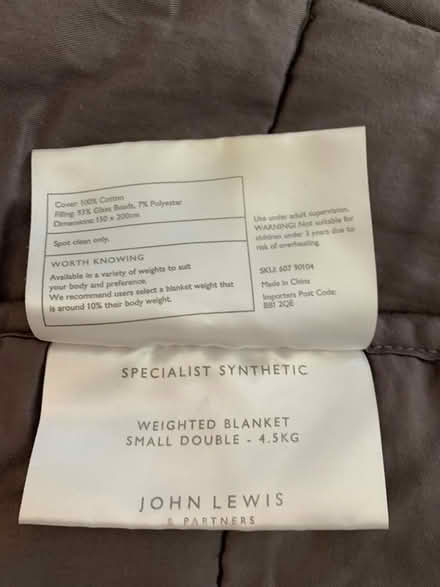 Cover: 100% Cotton
Filling: 93% Glass Beads, 7% Polyester
Dimensions: 150 x 200cm
Spot clean only.
WORTH KNOWING
Available in a variety of weights to suit
your body and preference.
We recommend users select a blanket weight that
is around 10% their body weight.
Use under adult supervision.
WARNING! Not suitable for
children under 3 years due to
risk of overheating.
SKU: 607 90104
Made in China
Importers Post Code:
BB1 2QE
SPECIALIST SYNTHETIC
WEIGHTED BLANKET
SMALL DOUBLE - 4.5KG
JOHN LEWIS
& PARTNERS